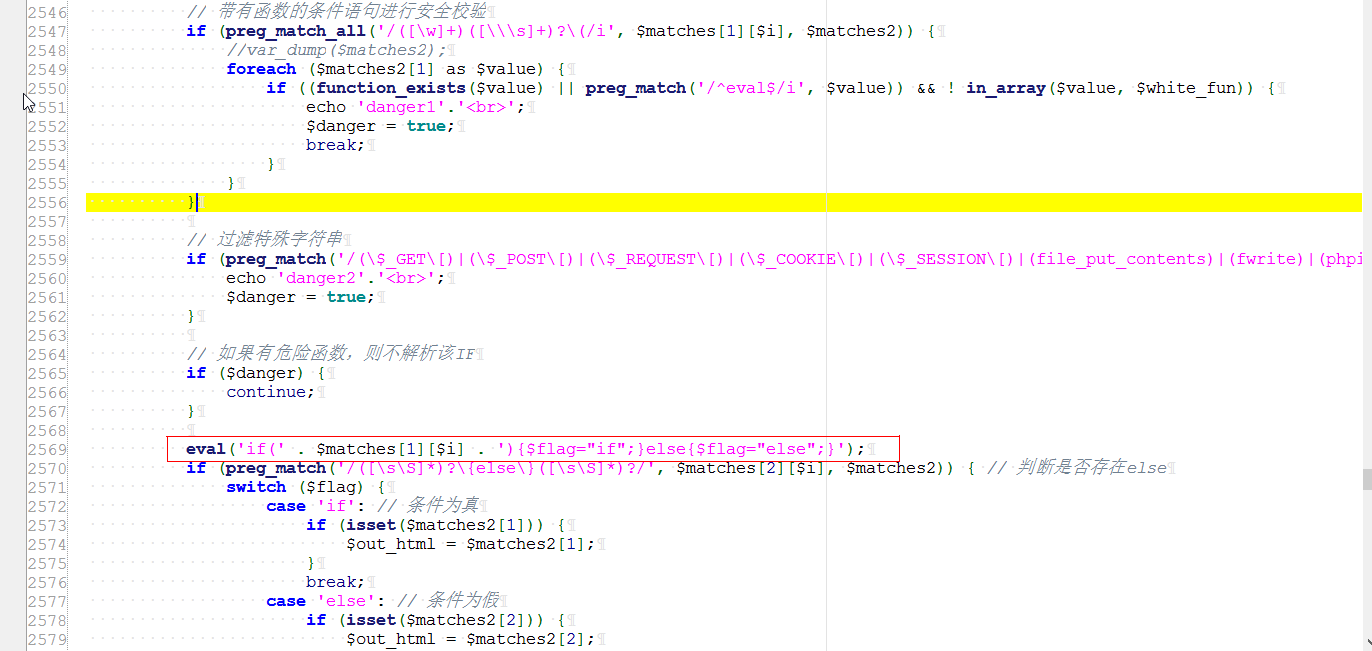 2546 // 带有函数的条件语句进行安全校验
2547 if (preg_match_all('/([\w]+)([\\\s]+)?\(/i', $matches[1][$i], $matches2)) {
2548 //var_dump($matches2);
2549 foreach ($matches2[1] as $value) {
2550 if ((function_exists($value) || preg_match('/^eval$/i', $value)) && ! in_array($value, $white_fun)) {
2551 echo 'danger1'.'<br>';
2552 $danger = true;
2553 break;
2554 }
2555 }
2556 }
2557
2558 // 过滤特殊字符串
2559 if (preg_match('/(\$_GET\[)|(\$_POST\[)|(\$_REQUEST\[)|(\$_COOKIE\[)|(\$_SESSION\[)|(file_put_contents)|(fwrite)|(phpi
2560 echo 'danger2'.'<br>';
2561 $danger = true;
2562 }
2563
2564 // 如果有危险函数，则不解析该IF
2565 if ($danger) {
2566 continue;
2567 }
2568
2569 eval('if(' . $matches[1][$i] . '){$flag="if";}else{$flag="else";}');
2570 if (preg_match('/([\s\S]*)?\{else\}([\s\S]*)?/', $matches[2][$i], $matches2)) { // 判断是否存在else
2571 switch ($flag) {
2572 case 'if': // 条件为真
2573 if (isset($matches2[1])) {
2574 $out_html = $matches2[1];
2575 }
2576 break;
2577 case 'else': // 条件为假
2578 if (isset($matches2[2])) {
2579 $out_html = $matches2[2];